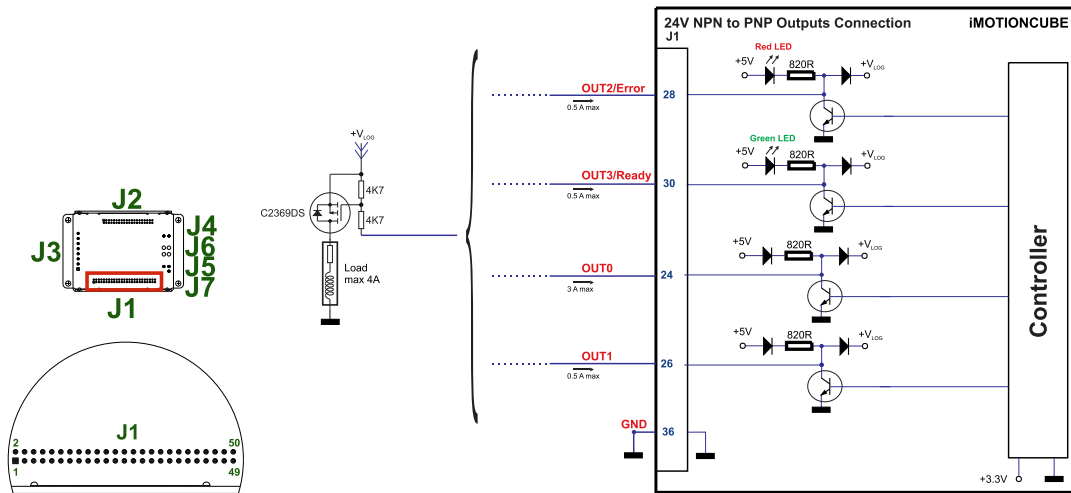 24V NPN to PNP Outputs Connection
iMOTIONCUBE
J1
Red LED
+5V
820R
+VLOG
OUT2/Error
28
0.5 A max
Green LED
+5V
820R
+VLOG
OUT3/Ready
30
0.5 A max
+5V
820R
+VLOG
OUT0
24
3 A max
+5V
820R
+VLOG
OUT1
26
0.5 A max
GND
36
Controller
+3.3V
+VLOG
4K7
C2369DS
4K7
Load
max 4A
J2
J3
J4
J6
J5
J7
J1
J1
2
50
1
49